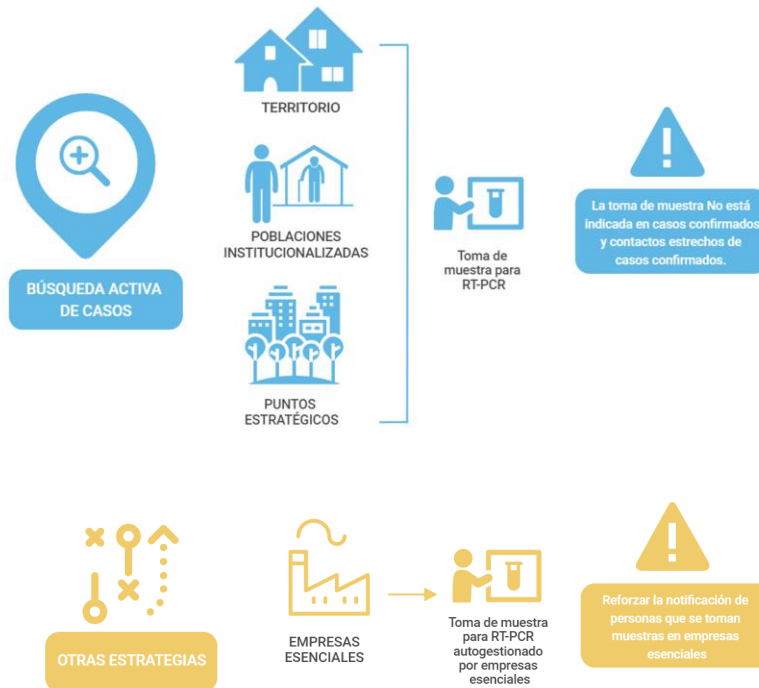 TERRITORIO
POBLACIONES
INSTITUCIONALIZADAS
BÚSQUEDA ACTIVA
DE CASOS
PUNTOS
ESTRATÉGICOS
Toma de
muestra para
RT-PCR
La toma de muestra No está
indicada en casos confirmados
y contactos estrechos de
casos confirmados.
OTRAS ESTRATEGIAS
EMPRESAS
ESENCIALES
Toma de muestra
para RT-PCR
autogestionado
por empresas
esenciales
Reforzar la notificación de
personas que se toman
muestras en empresas
esenciales